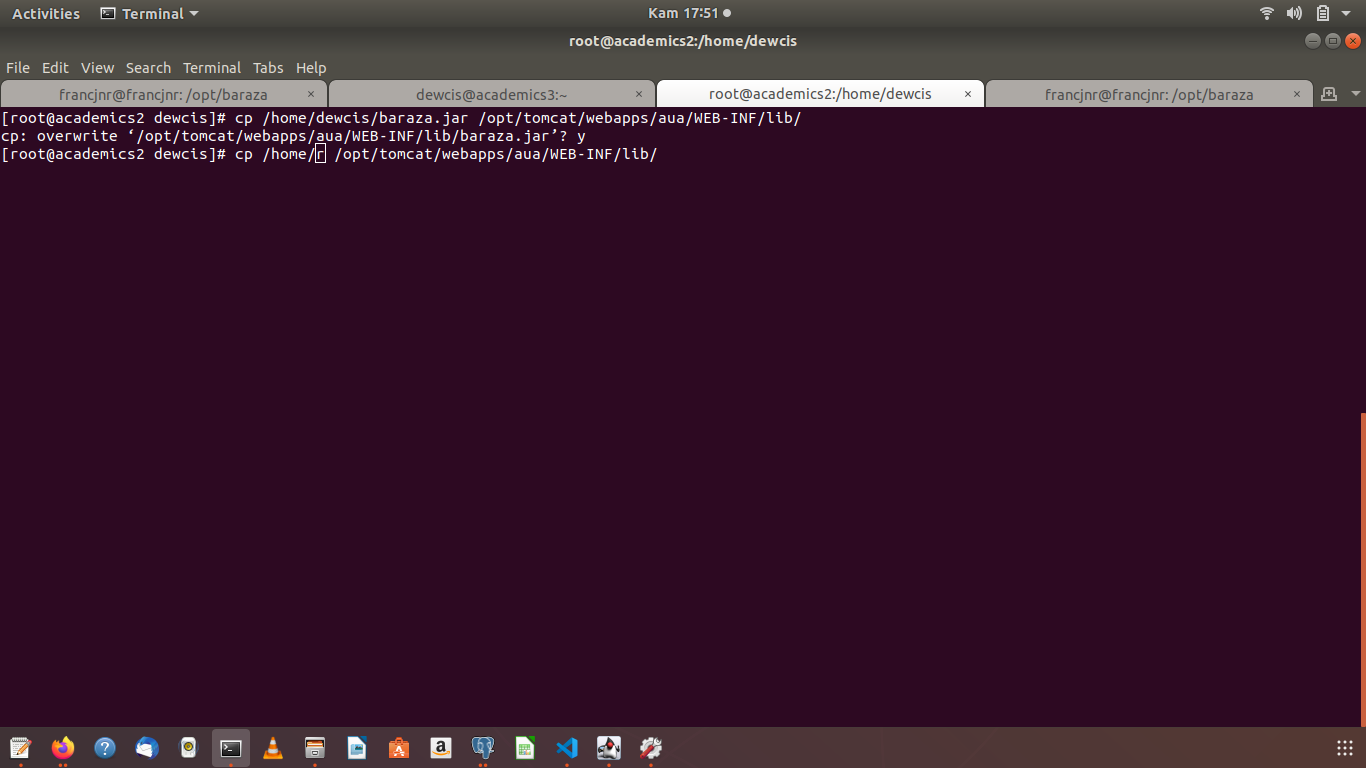 Activities Terminal Kam 17:51
root@academics2:/home/dewcis
File Edit View Search Terminal Tabs Help
francjnr@francjnr: /opt/baraza × dewcis@academics3:~ × root@academics2:/home/dewcis × francjnr@francjnr: /opt/baraza ×
[root@academics2 dewcis]# cp /home/dewcis/baraza.jar /opt/tomcat/webapps/aua/WEB-INF/lib/
cp: overwrite ‘/opt/tomcat/webapps/aua/WEB-INF/lib/baraza.jar’? y
[root@academics2 dewcis]# cp /home/r /opt/tomcat/webapps/aua/WEB-INF/lib/